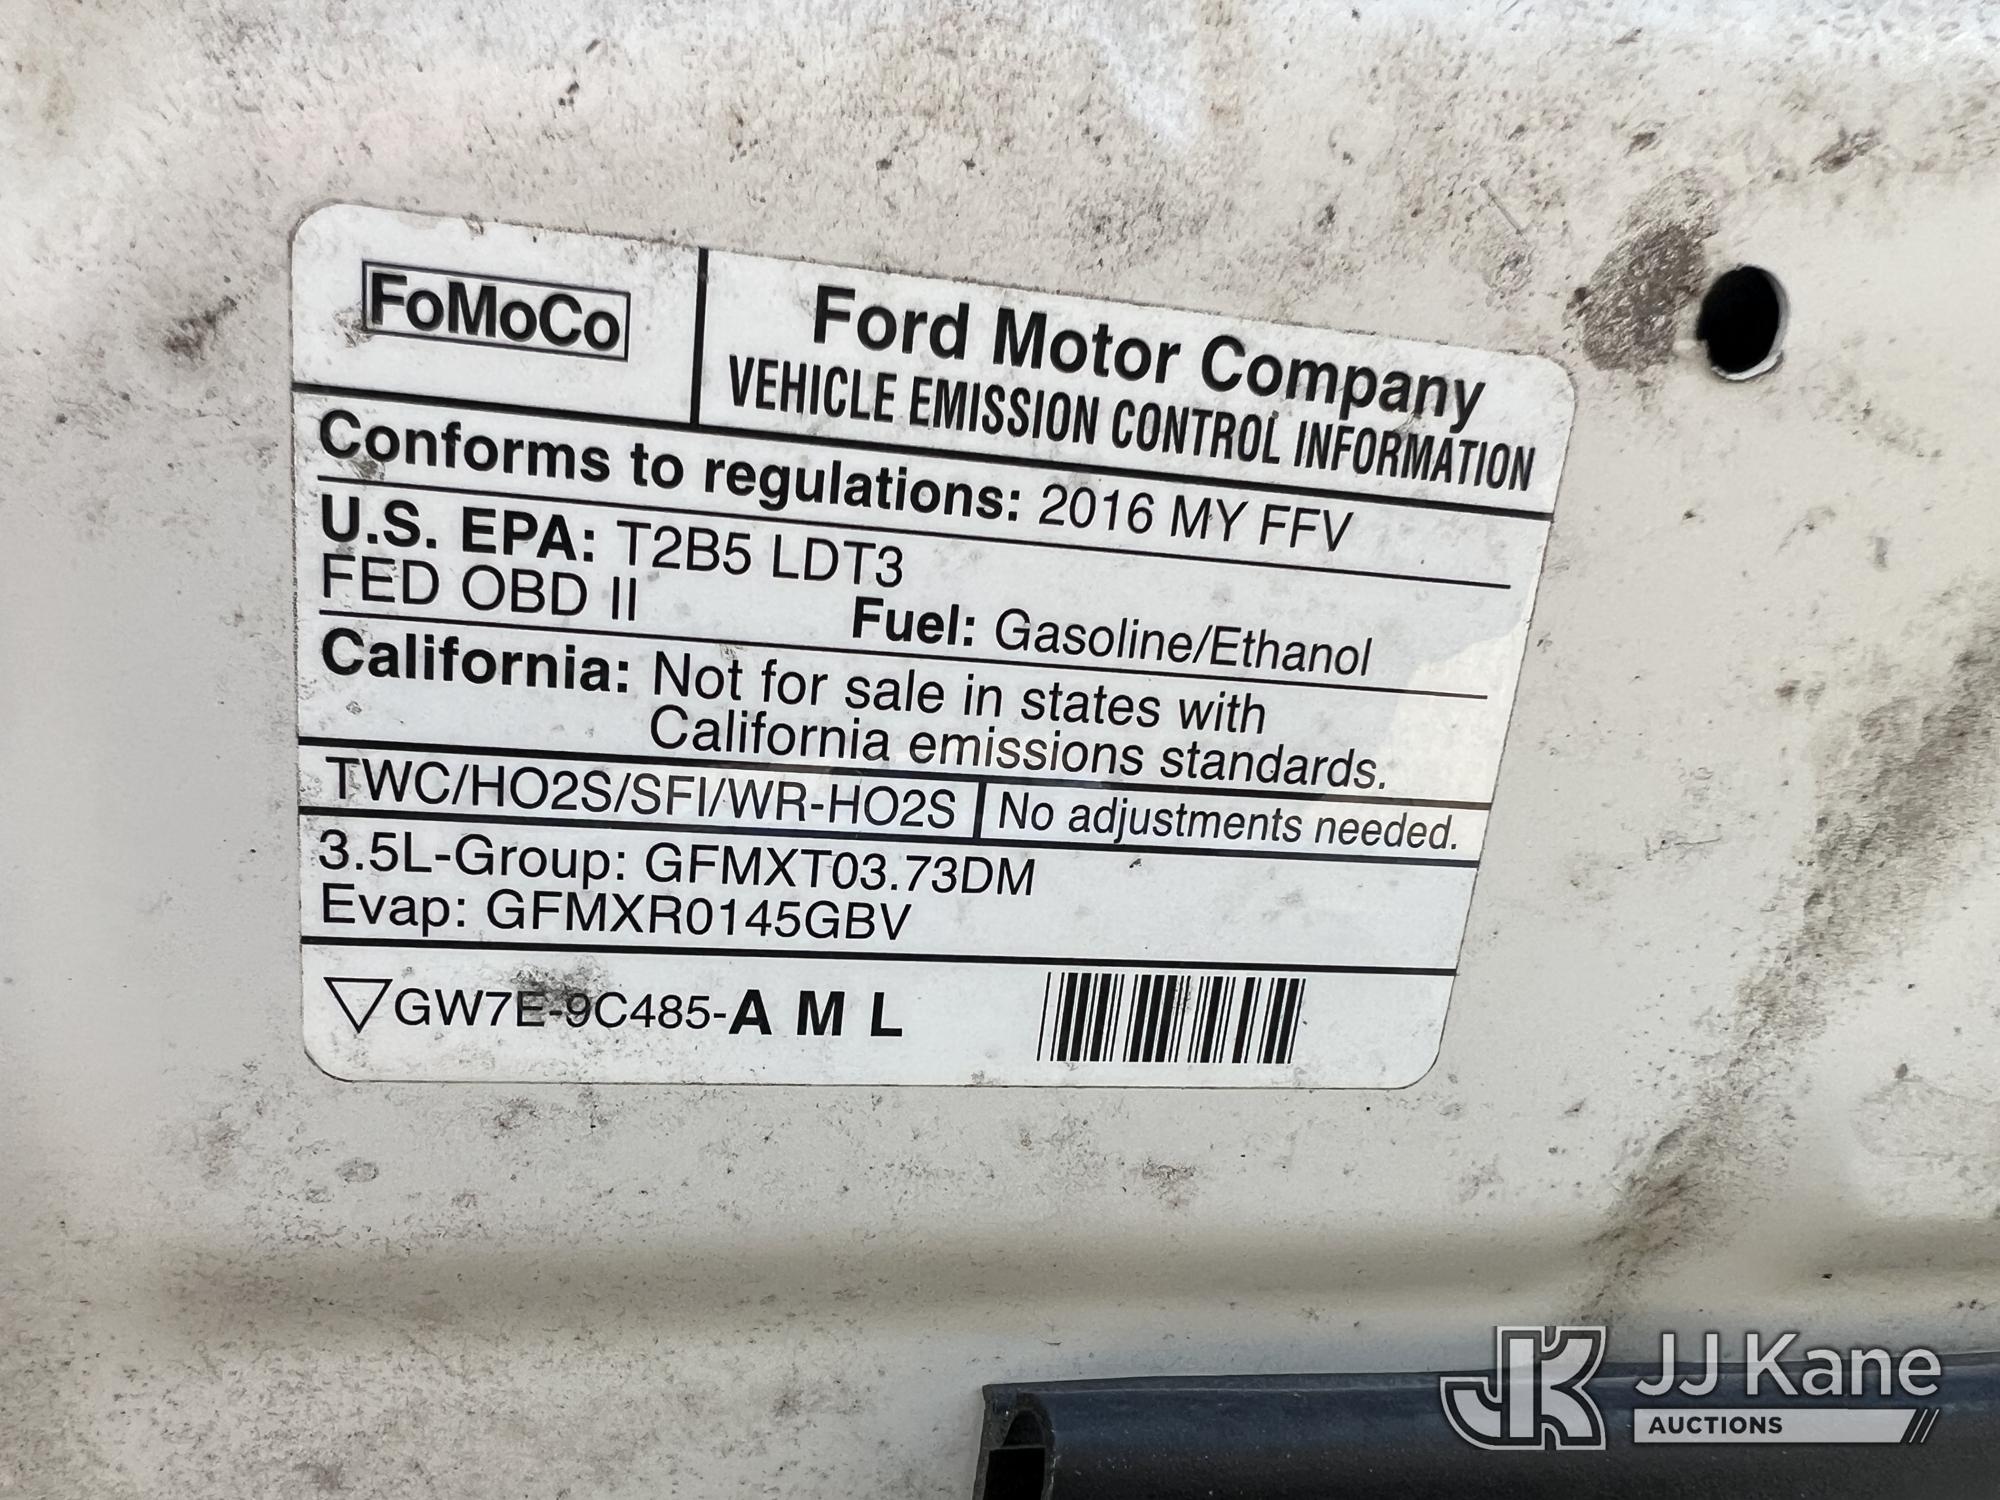 FoMoCo
Ford Motor Company
VEHICLE EMISSION CONTROL INFORMATION
Conforms to regulations: 2016 MY FFV
U.S. EPA: T2B5 LDT3
FED OBD II Fuel: Gasoline/Ethanol
California: Not for sale in states with
California emissions standards.
TWC/HO2S/SFI/WR-HO2S No adjustments needed.
3.5L-Group: GFMXT03.73DM
Evap: GFMXR0145GBV
GW7E-9C485-A M L
JK JJ Kane
AUCTIONS